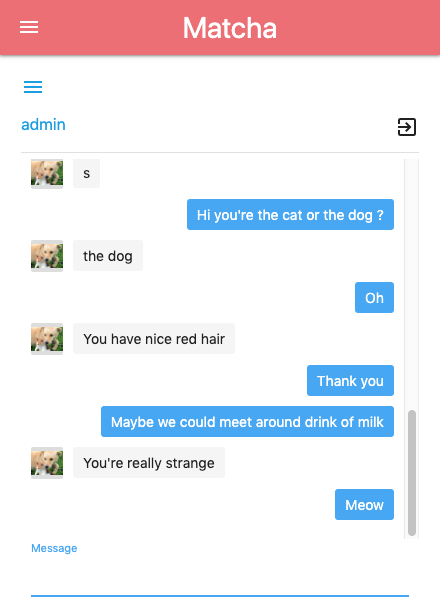 Matcha
admin
s
Hi you're the cat or the dog ?
the dog
Oh
You have nice red hair
Thank you
Maybe we could meet around drink of milk
You're really strange
Meow
Message